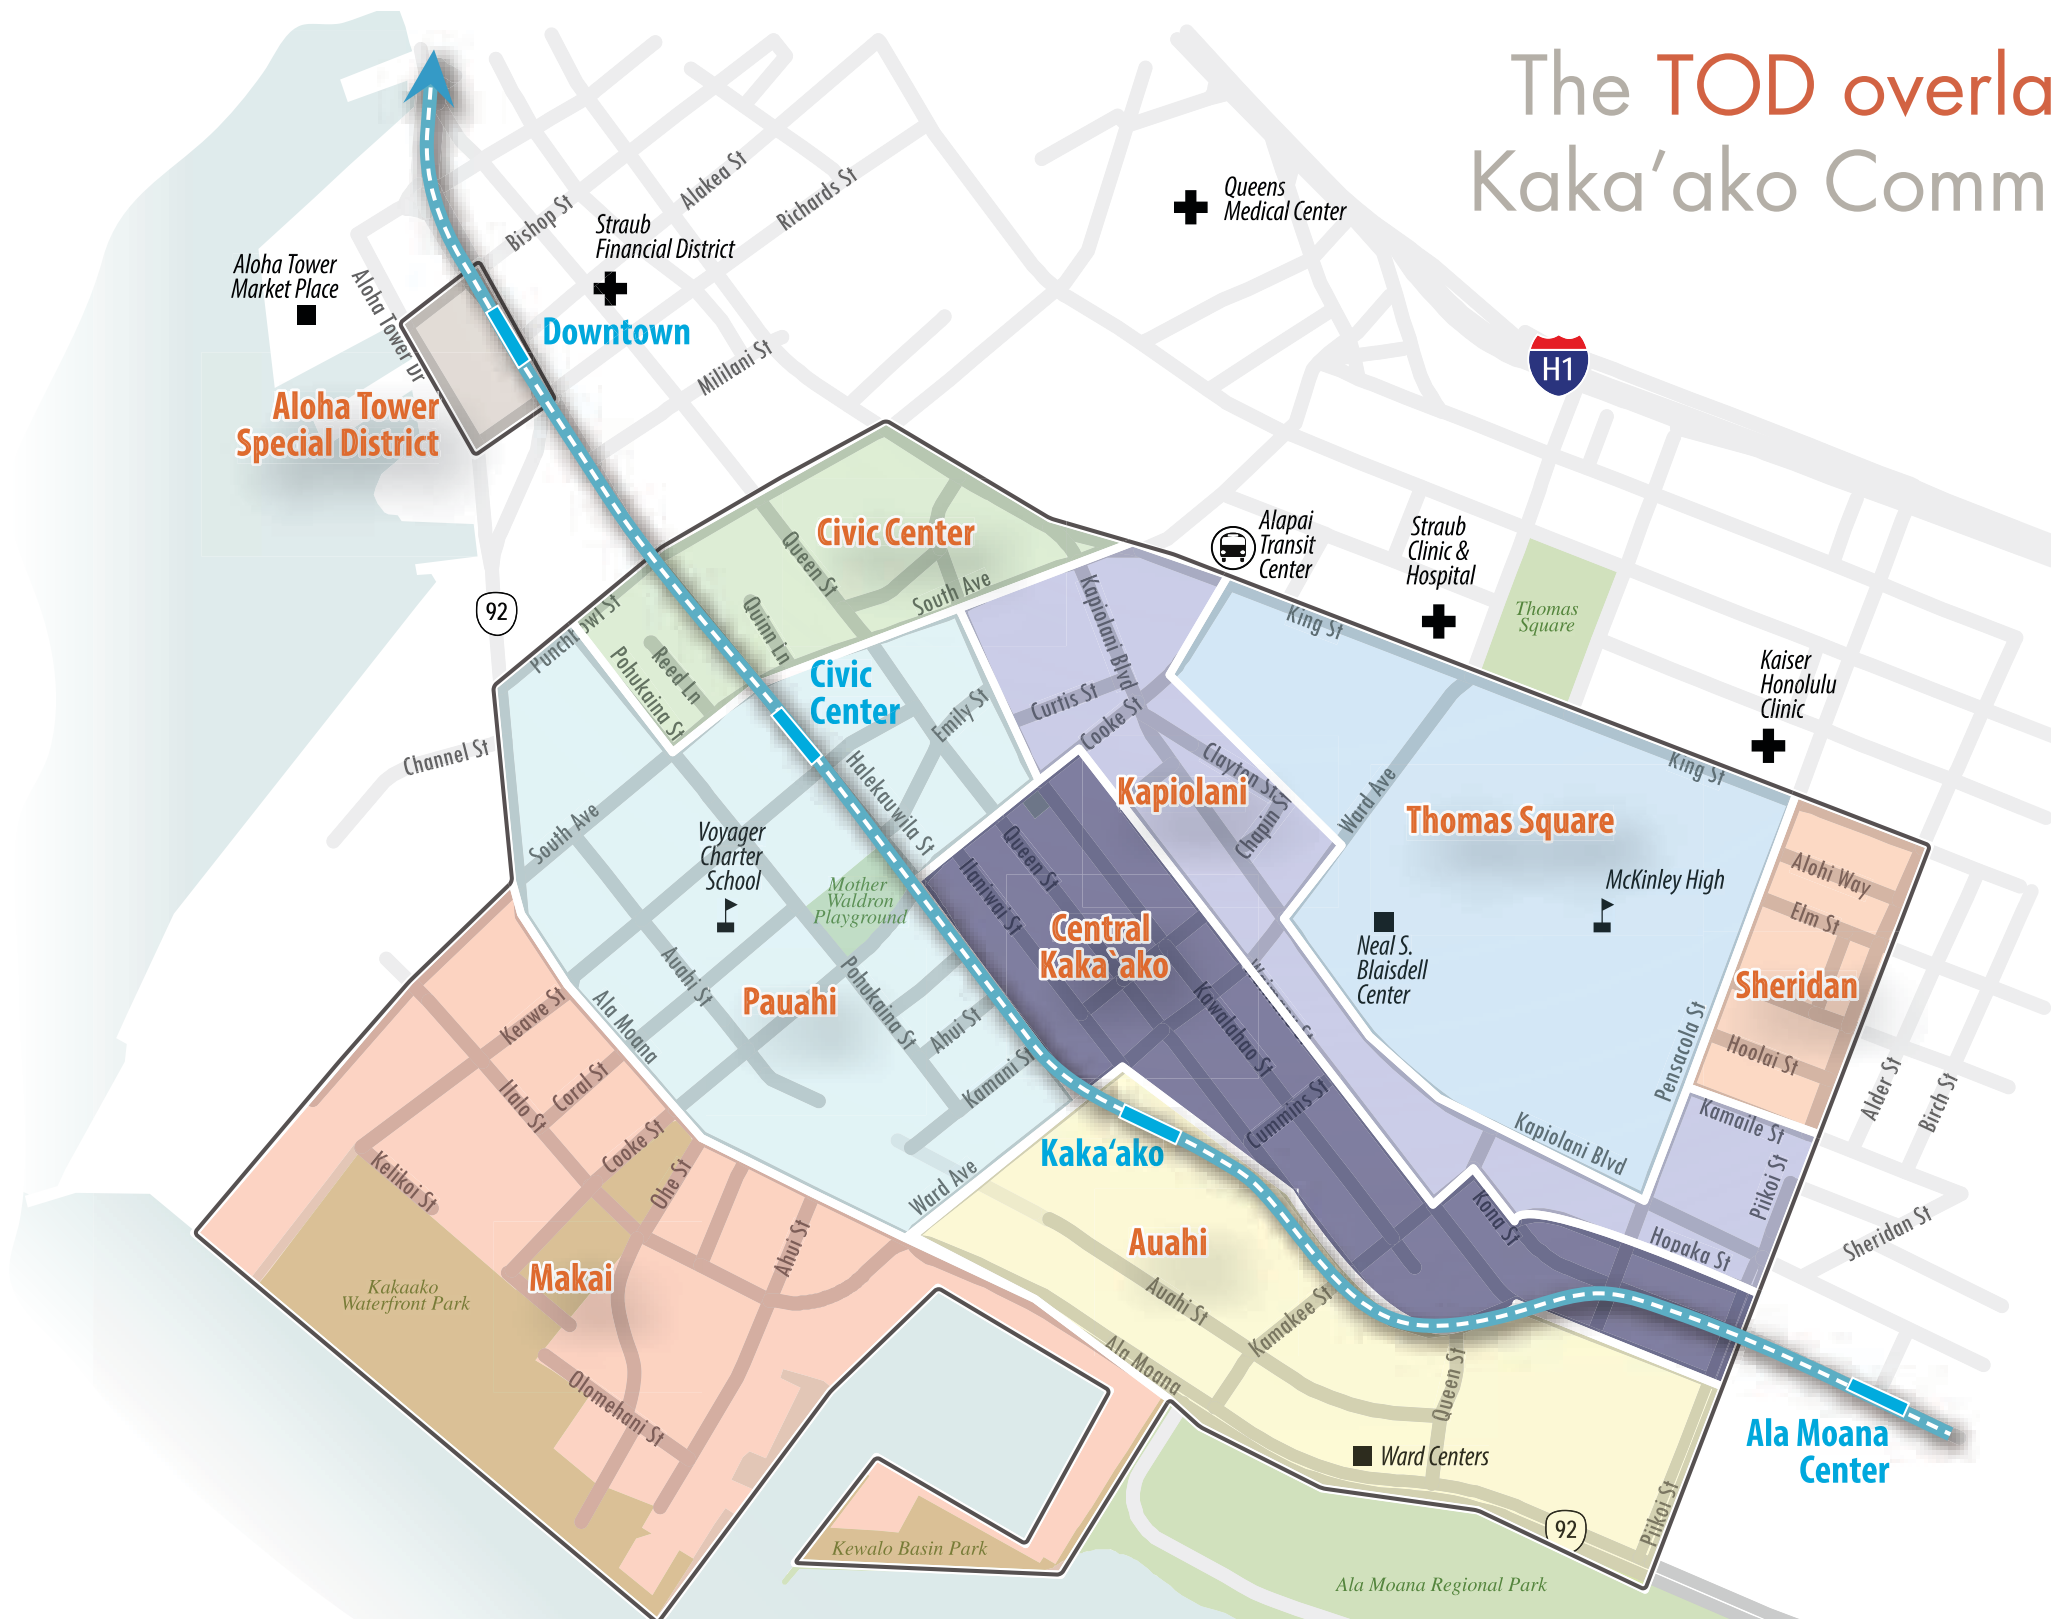 The TOD overla
Kaka'ako Comm
Queens
Medical Center
Alakea St
Richards St
Bishop St
Straub
Financial District
Aloha Tower
Market Place
Aloha Tower Dr
Downtown
Mililani St
H1
Aloha Tower
Special District
Civic Center
Alapai
Transit
Center
Straub
Clinic &
Hospital
Thomas
Square
Queen St
South Ave
Quinn Ln
92
Punchbowl St
Reed Ln
Pohukaina St
Kapiolani Blvd
King St
Kaiser
Honolulu
Clinic
Civic
Center
Emily St
Curtis St
Cooke St
Channel St
Halekauwila St
Clayton St
Kapiolani
Chapin St
Ward Ave
King St
Thomas Square
South Ave
Voyager
Charter
School
Mother
Waldron
Playground
Queen St
Ilaniwai St
Alohi Way
McKinley High
Elm St
Central
Kaka`ako
Neal S.
Blaisdell
Center
Sheridan
Auahi St
Pauahi
Pohukaina St
Ahui St
Kamani St
Kawalahao St
Pensacola St
Hoolai St
Keawe St
Ala Moana
Ilalo St
Coral St
Cooke St
Cummins St
Kamaile St
Alder St
Birch St
Kaka‘ako
Kapiolani Blvd
Piikoi St
Kelikoi St
Ohe St
Ward Ave
Ahui St
Auahi
Kona St
Hopaka St
Sheridan St
Makai
Kakaako
Waterfront Park
Auahi St
Kamakee St
Ala Moana
Queen St
Olomehani St
Ala Moana
Center
Ward Centers
Piikoi St
92
Kewalo Basin Park
Ala Moana Regional Park